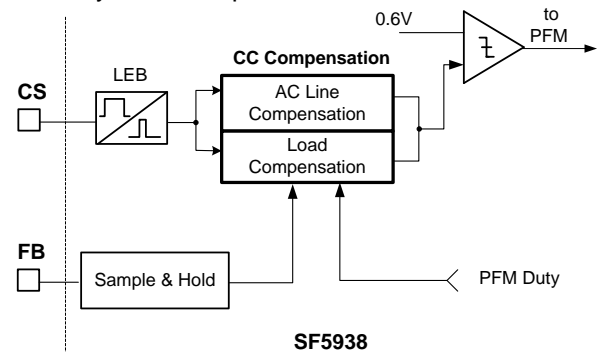 0.6V
to
PFM
CC Compensation
LEB
CS
AC Line
Compensation
Load
Compensation
FB
Sample & Hold
PFM Duty
SF5938